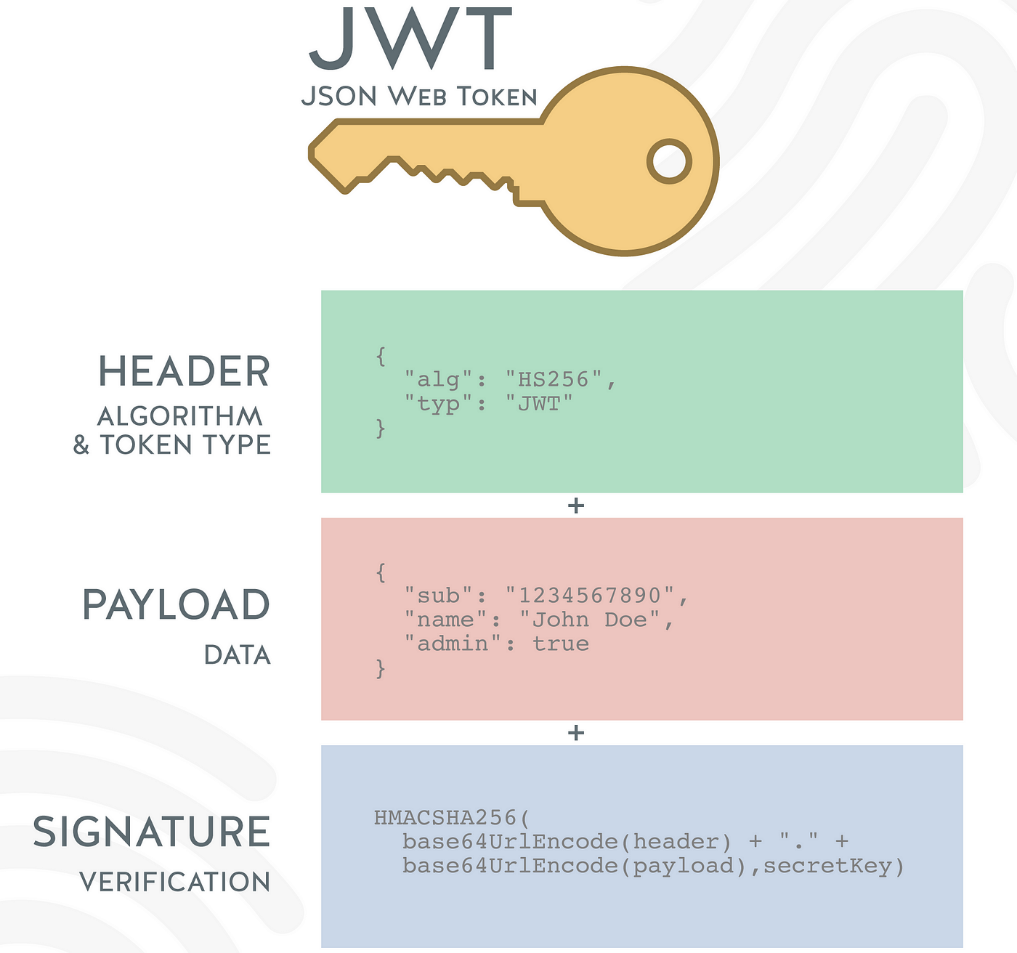 JWT
JSON Web Token
HEADER
ALGORITHM
& TOKEN TYPE
{
  "alg": "HS256",
  "typ": "JWT"
}
+
PAYLOAD
DATA
{
  "sub": "1234567890",
  "name": "John Doe",
  "admin": true
}
+
SIGNATURE
VERIFICATION
HMACSHA256(
  base64UrlEncode(header) + "." +
  base64UrlEncode(payload),secretKey)